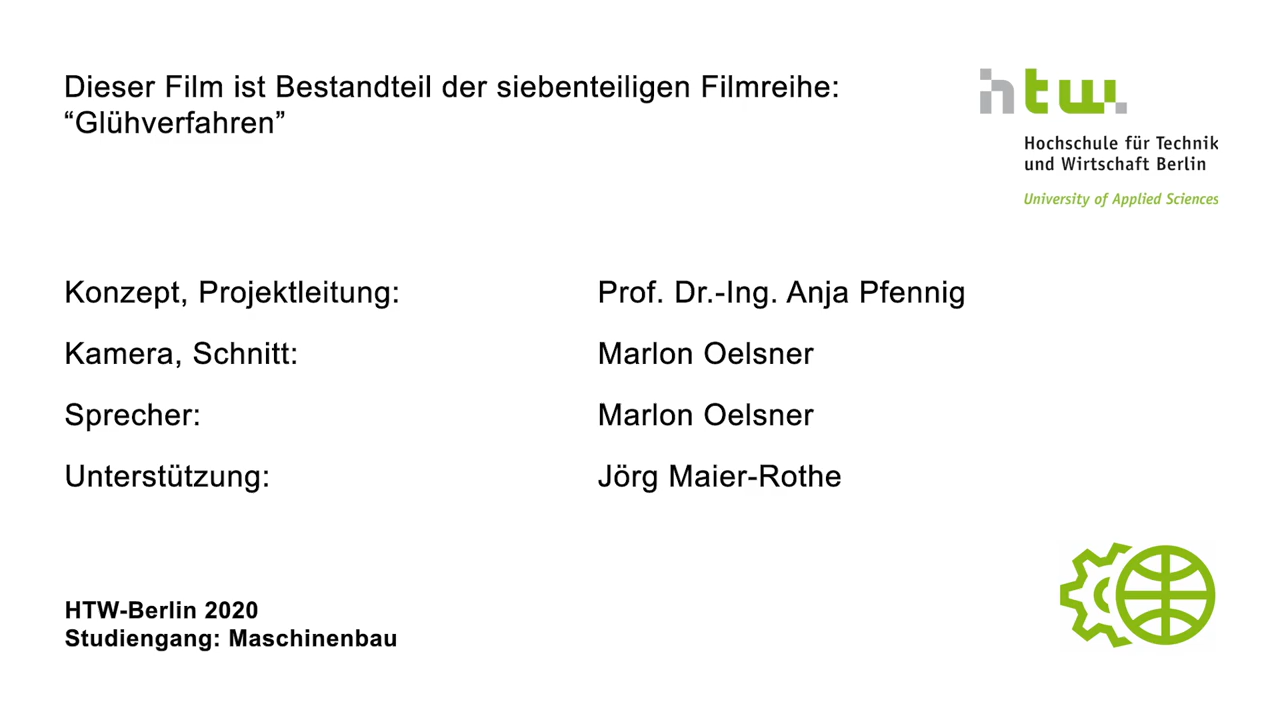 Dieser Film ist Bestandteil der siebenteiligen Filmreihe:
“Glühverfahren”
htw.
Hochschule für Technik
und Wirtschaft Berlin
University of Applied Sciences
Konzept, Projektleitung: Prof. Dr.-Ing. Anja Pfennig
Kamera, Schnitt: Marlon Oelsner
Sprecher: Marlon Oelsner
Unterstützung: Jörg Maier-Rothe
HTW-Berlin 2020
Studiengang: Maschinenbau